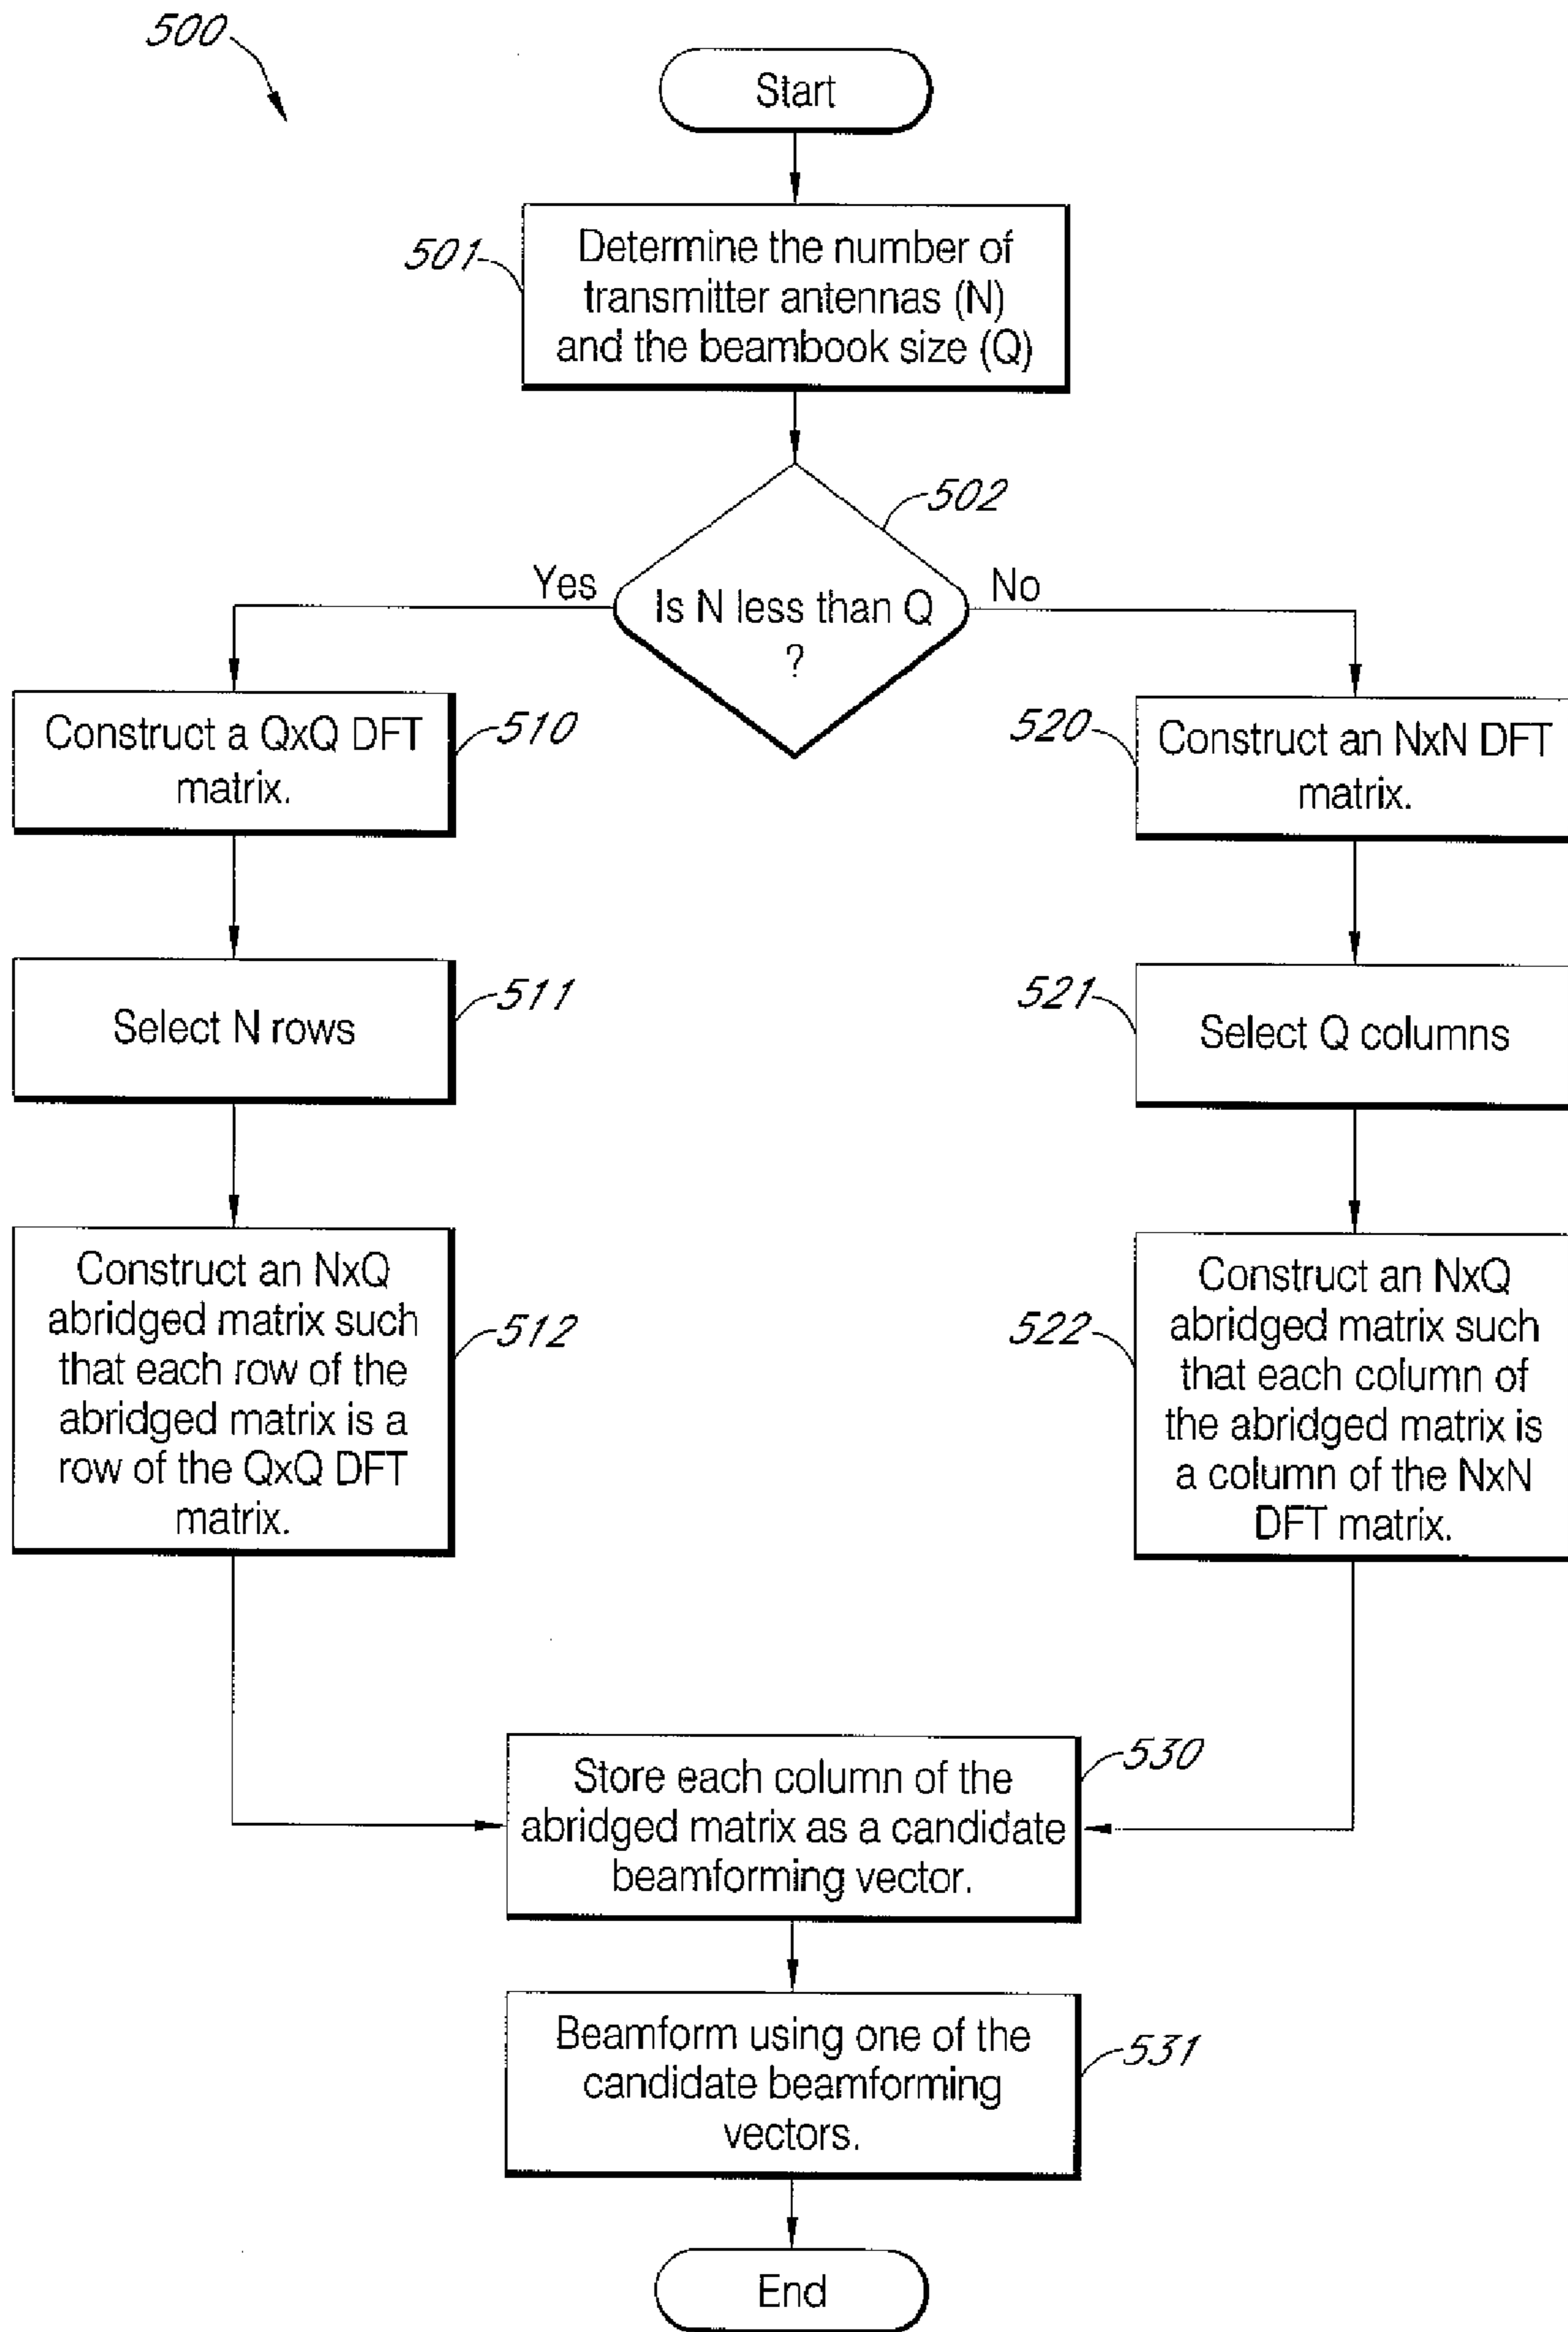 500
Start
501
Determine the number of
transmitter antennas (N)
and the beambook size (Q)
502
Yes
Is N less than Q
?
No
Construct a QxQ DFT
matrix.
510
520
Construct an NxN DFT
matrix.
Select N rows
511
521
Select Q columns
Construct an NxQ
abridged matrix such
that each row of the
abridged matrix is a
row of the QxQ DFT
matrix.
512
522
Construct an NxQ
abridged matrix such
that each column of
the abridged matrix is
a column of the NxN
DFT matrix.
530
Store each column of the
abridged matrix as a candidate
beamforming vector.
Beamform using one of the
candidate beamforming
vectors.
531
End